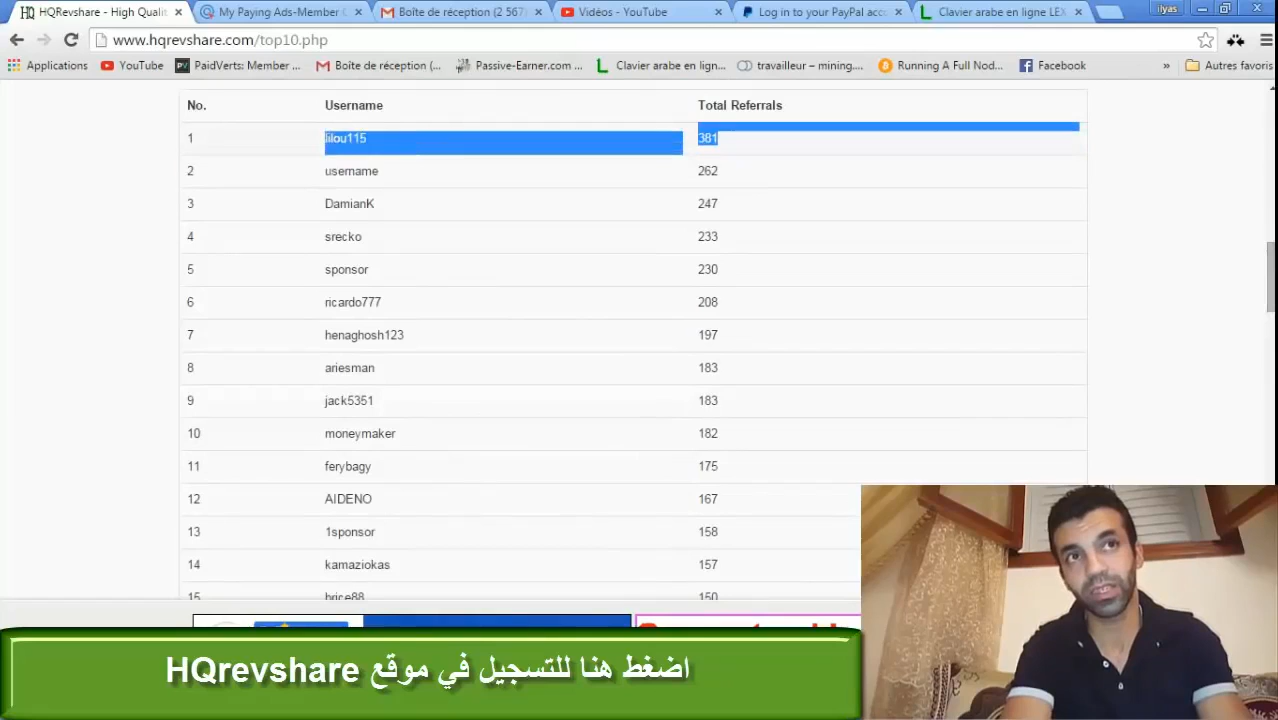 HQRevShare - High Qualit
My Paying Ads-Member C
Boîte de réception (2 567)
Vidéos - YouTube
Log in to your PayPal acc
Clavier arabe en ligne LEX
ilyas
www.hqrevshare.com/top10.php
Applications
YouTube
PaidVerts: Member ...
Boîte de réception (...
Passive-Earner.com ...
Clavier arabe en lign...
travailleur – mining....
Running A Full Nod...
Facebook
»
Autres favoris
No. Username Total Referrals
1 lilou115 381
2 username 262
3 DamianK 247
4 srecko 233
5 sponsor 230
6 ricardo777 208
7 henaghosh123 197
8 ariesman 183
9 jack5351 183
10 moneymaker 182
11 ferybagy 175
12 AIDENO 167
13 1sponsor 158
14 kamaziokas 157
15 brice88 150
اضغط هنا للتسجيل في موقع HQrevshare